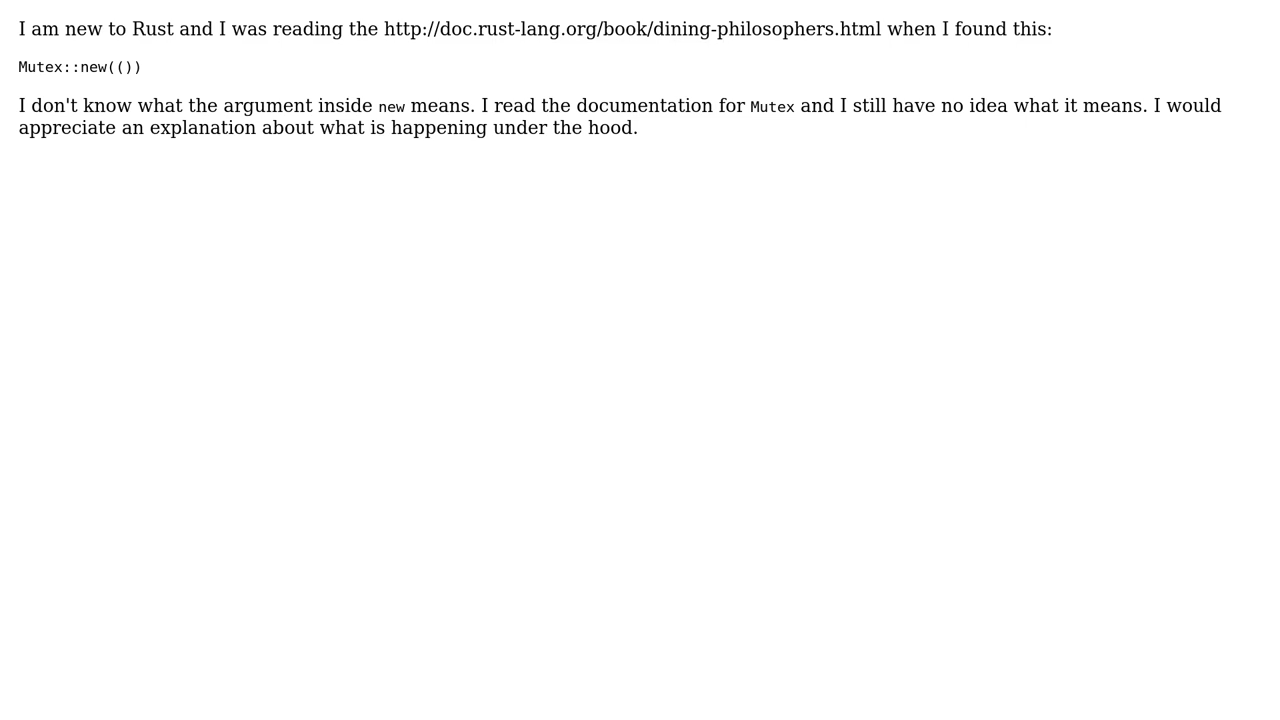 I am new to Rust and I was reading the http://doc.rust-lang.org/book/dining-philosophers.html when I found this:
Mutex::new(())
I don't know what the argument inside new means. I read the documentation for Mutex and I still have no idea what it means. I would
appreciate an explanation about what is happening under the hood.